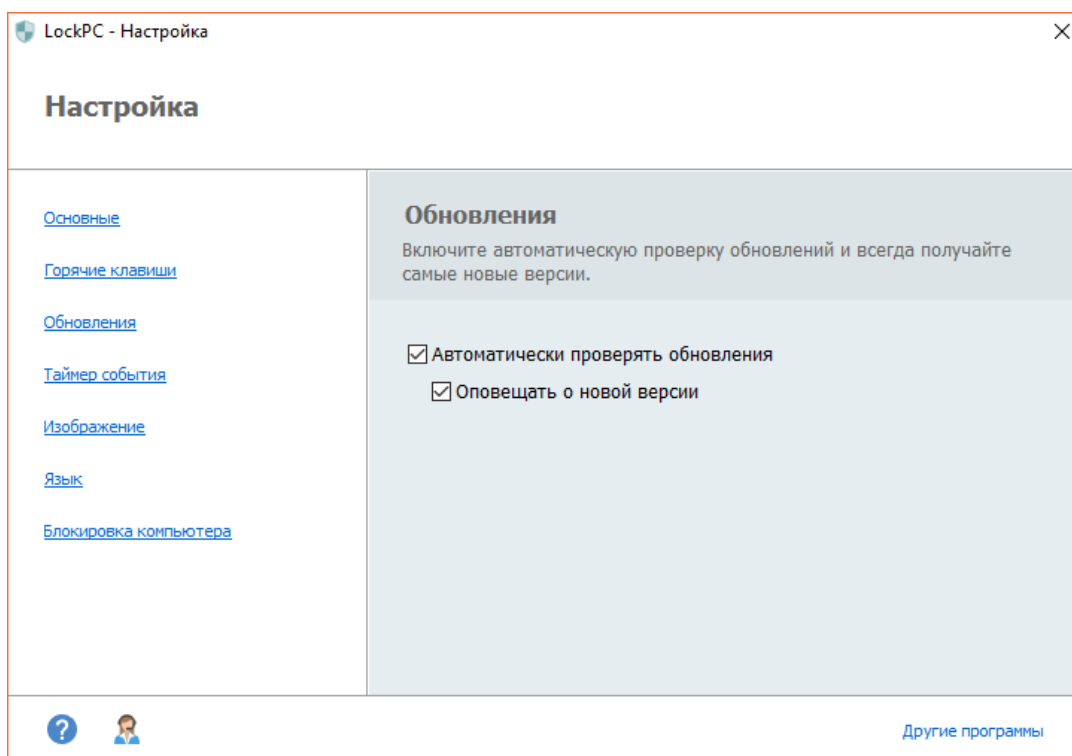 LockPC - Настройка
Настройка
Основные
Горячие клавиши
Обновления
Таймер события
Изображение
Язык
Блокировка компьютера
Обновления
Включите автоматическую проверку обновлений и всегда получайте
самые новые версии.
Автоматически проверять обновления
Оповещать о новой версии
?
Другие программы